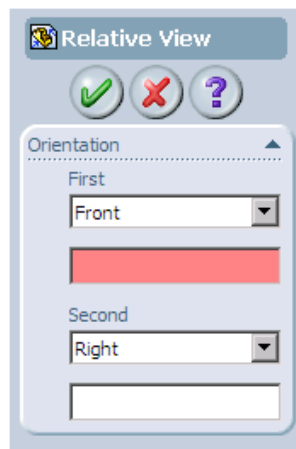 Relative View
?
Orientation
First
Front
Second
Right